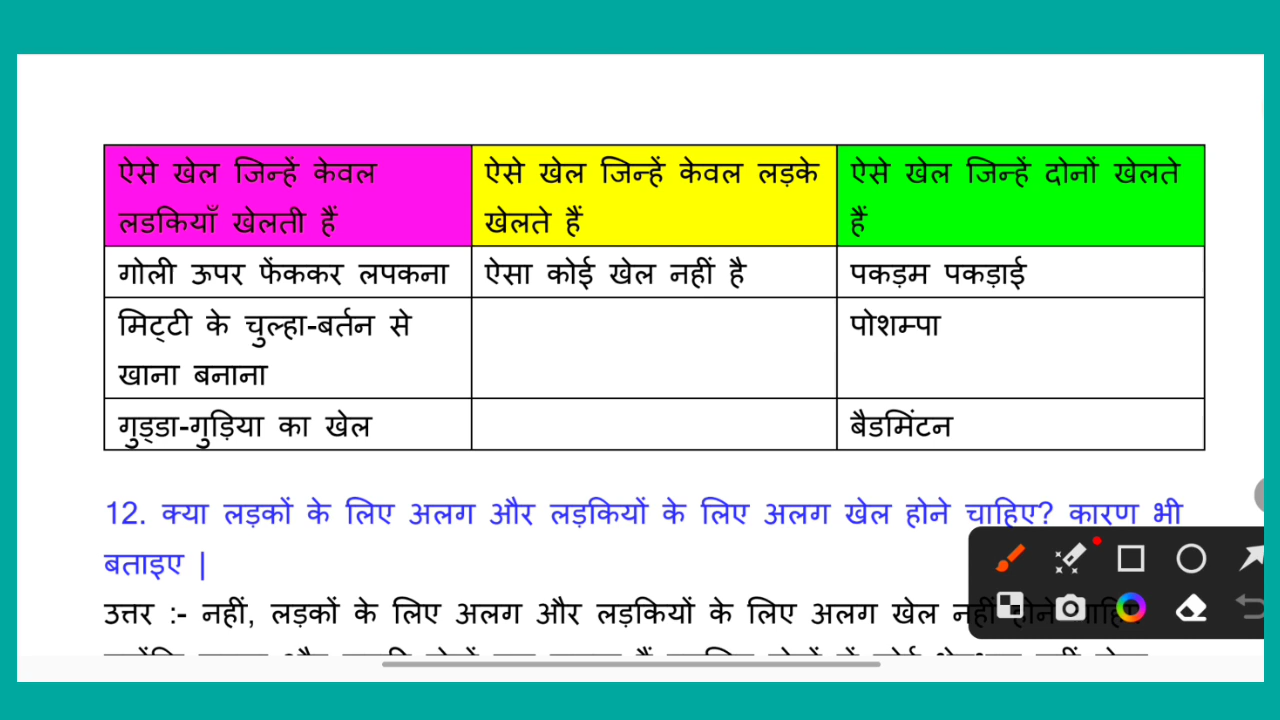 ऐसे खेल जिन्हें केवल
लडकियाँ खेलती हैं
ऐसे खेल जिन्हें केवल लड़के
खेलते हैं
ऐसे खेल जिन्हें दोनों खेलते
हैं
गोली ऊपर फेंककर लपकना
ऐसा कोई खेल नहीं है
पकड़म पकड़ाई
मिट्टी के चुल्हा-बर्तन से
खाना बनाना
पोशम्पा
गुड्डा-गुड़िया का खेल
बैडमिंटन
12. क्या लड़कों के लिए अलग और लड़कियों के लिए अलग खेल होने चाहिए? कारण भी
बताइए |
उत्तर :- नहीं, लड़कों के लिए अलग और लड़कियों के लिए अलग खेल नहीं होने चाहिए